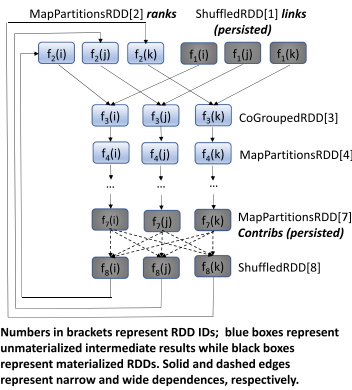 MapPartitionsRDD[2] ranks ShuffledRDD[1] links
(persisted)
f2(i) f2(j) f2(k) f1(i) f1(j) f1(k)
f3(i) f3(j) f3(k) CoGroupedRDD[3]
f4(i) f4(j) f4(k) MapPartitionsRDD[4]
... ... ...
f7(i) f7(j) f7(k) MapPartitionsRDD[7]
Contribs (persisted)
f8(i) f8(j) f8(k) ShuffledRDD[8]
Numbers in brackets represent RDD IDs; blue boxes represent
unmaterialized intermediate results while black boxes
represent materialized RDDs. Solid and dashed edges
represent narrow and wide dependences, respectively.